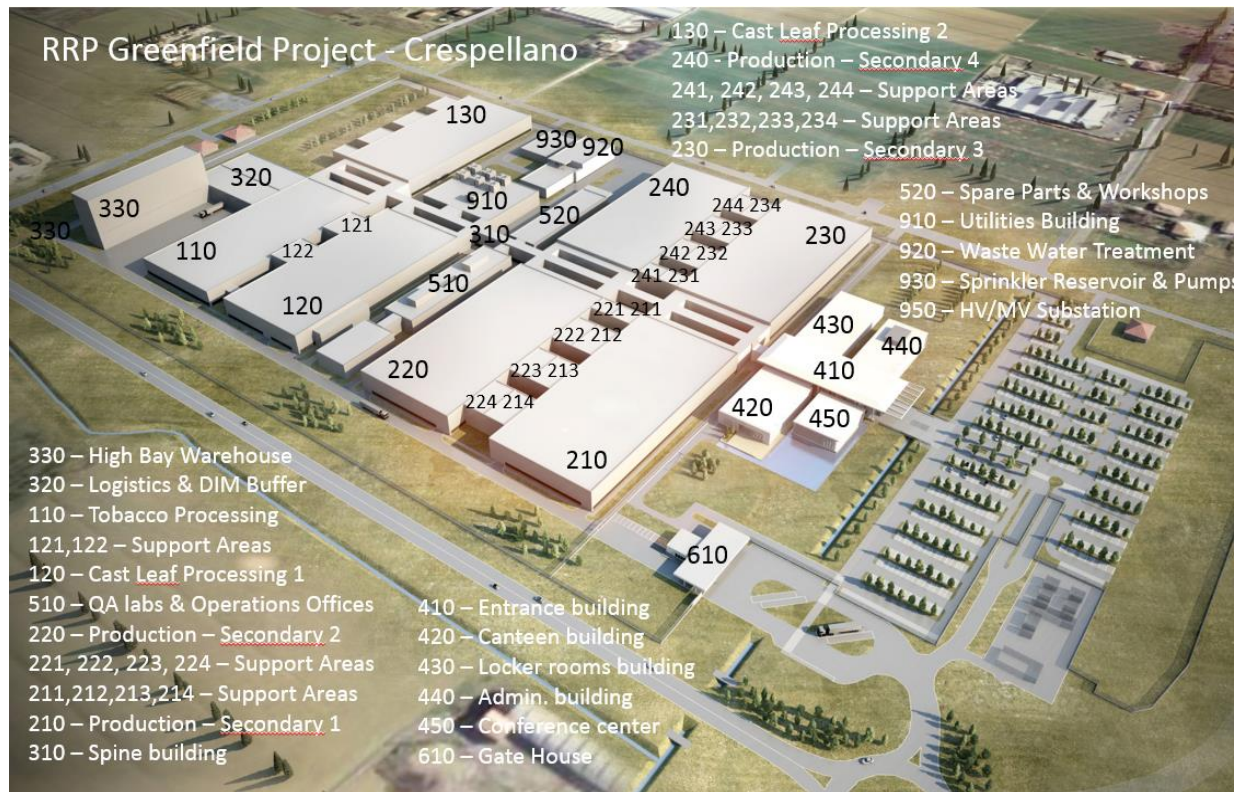 RRP Greenfield Project - Crespellano
130 – Cast Leaf Processing 2
240 - Production – Secondary 4
241, 242, 243, 244 – Support Areas
231,232,233,234 – Support Areas
230 – Production – Secondary 3
520 – Spare Parts & Workshops
910 – Utilities Building
920 – Waste Water Treatment
930 – Sprinkler Reservoir & Pumps
950 – HV/MV Substation
130
930
920
320
330
330
910
240
244 234
520
121
310
243 233
230
110
122
242 232
510
241 231
120
221 211
430
440
222 212
410
220
223 213
420
450
224 214
210
610
330 – High Bay Warehouse
320 – Logistics & DIM Buffer
110 – Tobacco Processing
121,122 – Support Areas
120 – Cast Leaf Processing 1
510 – QA labs & Operations Offices
220 – Production – Secondary 2
221, 222, 223, 224 – Support Areas
211,212,213,214 – Support Areas
210 – Production – Secondary 1
310 – Spine building
410 – Entrance building
420 – Canteen building
430 – Locker rooms building
440 – Admin. building
450 – Conference center
610 – Gate House